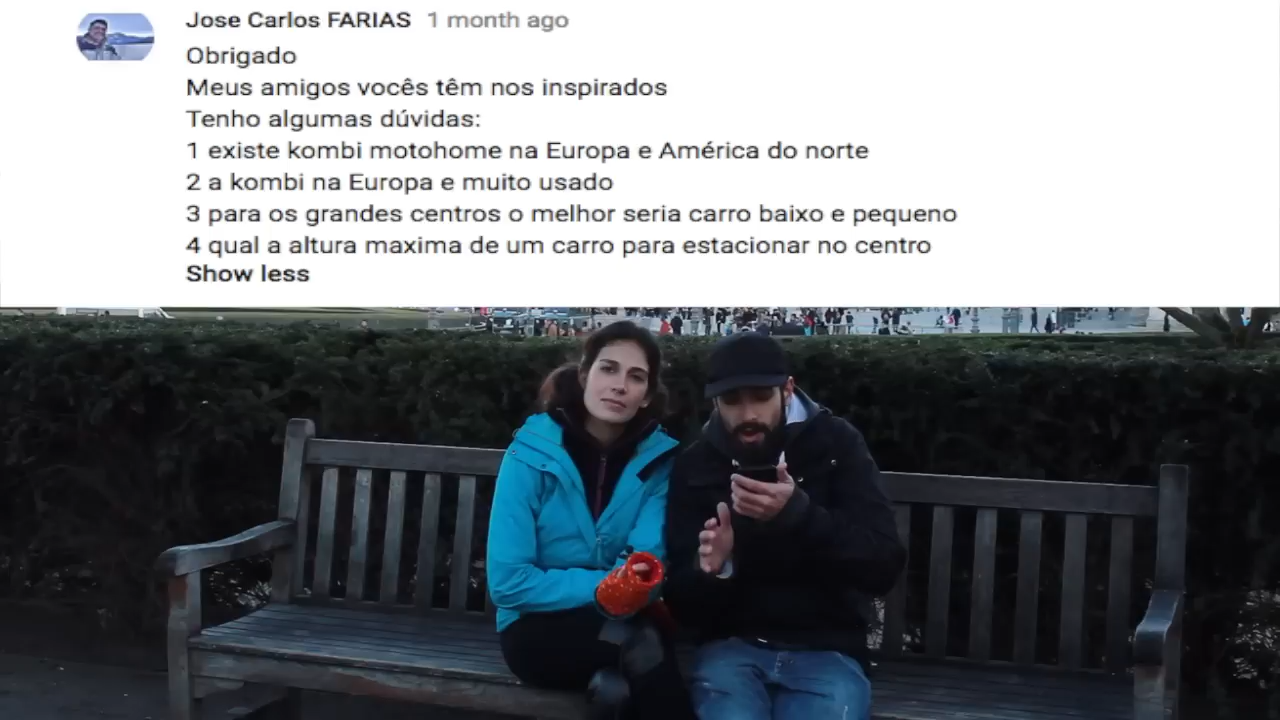 Jose Carlos FARIAS 1 month ago
Obrigado
Meus amigos vocês têm nos inspirados
Tenho algumas dúvidas:
1 existe kombi motohome na Europa e América do norte
2 a kombi na Europa e muito usado
3 para os grandes centros o melhor seria carro baixo e pequeno
4 qual a altura maxima de um carro para estacionar no centro
Show less